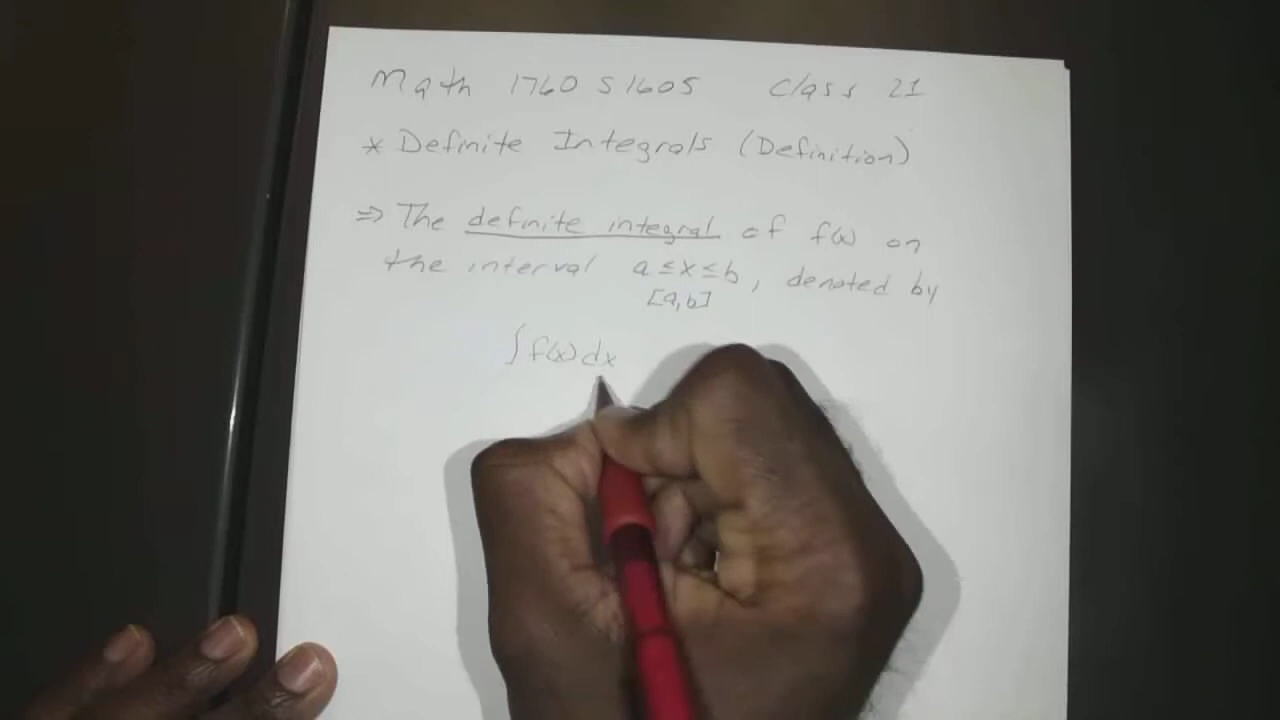 Math 1760 S1605 Class 21
* Definite Integrals (Definition)
⇒ The definite integral of f(x) on
the interval a≤x≤b, denoted by
[a,b]
∫f(x)dx